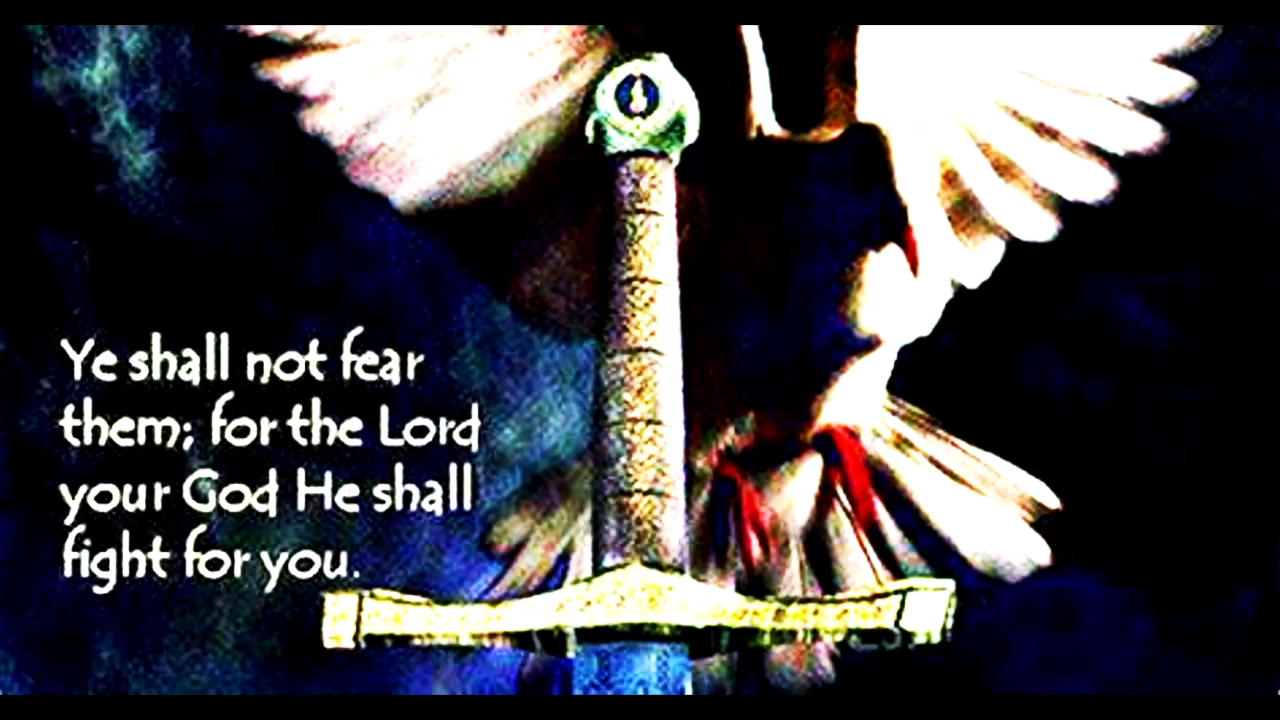 Ye shall not fear
them; for the Lord
your God He shall
fight for you.